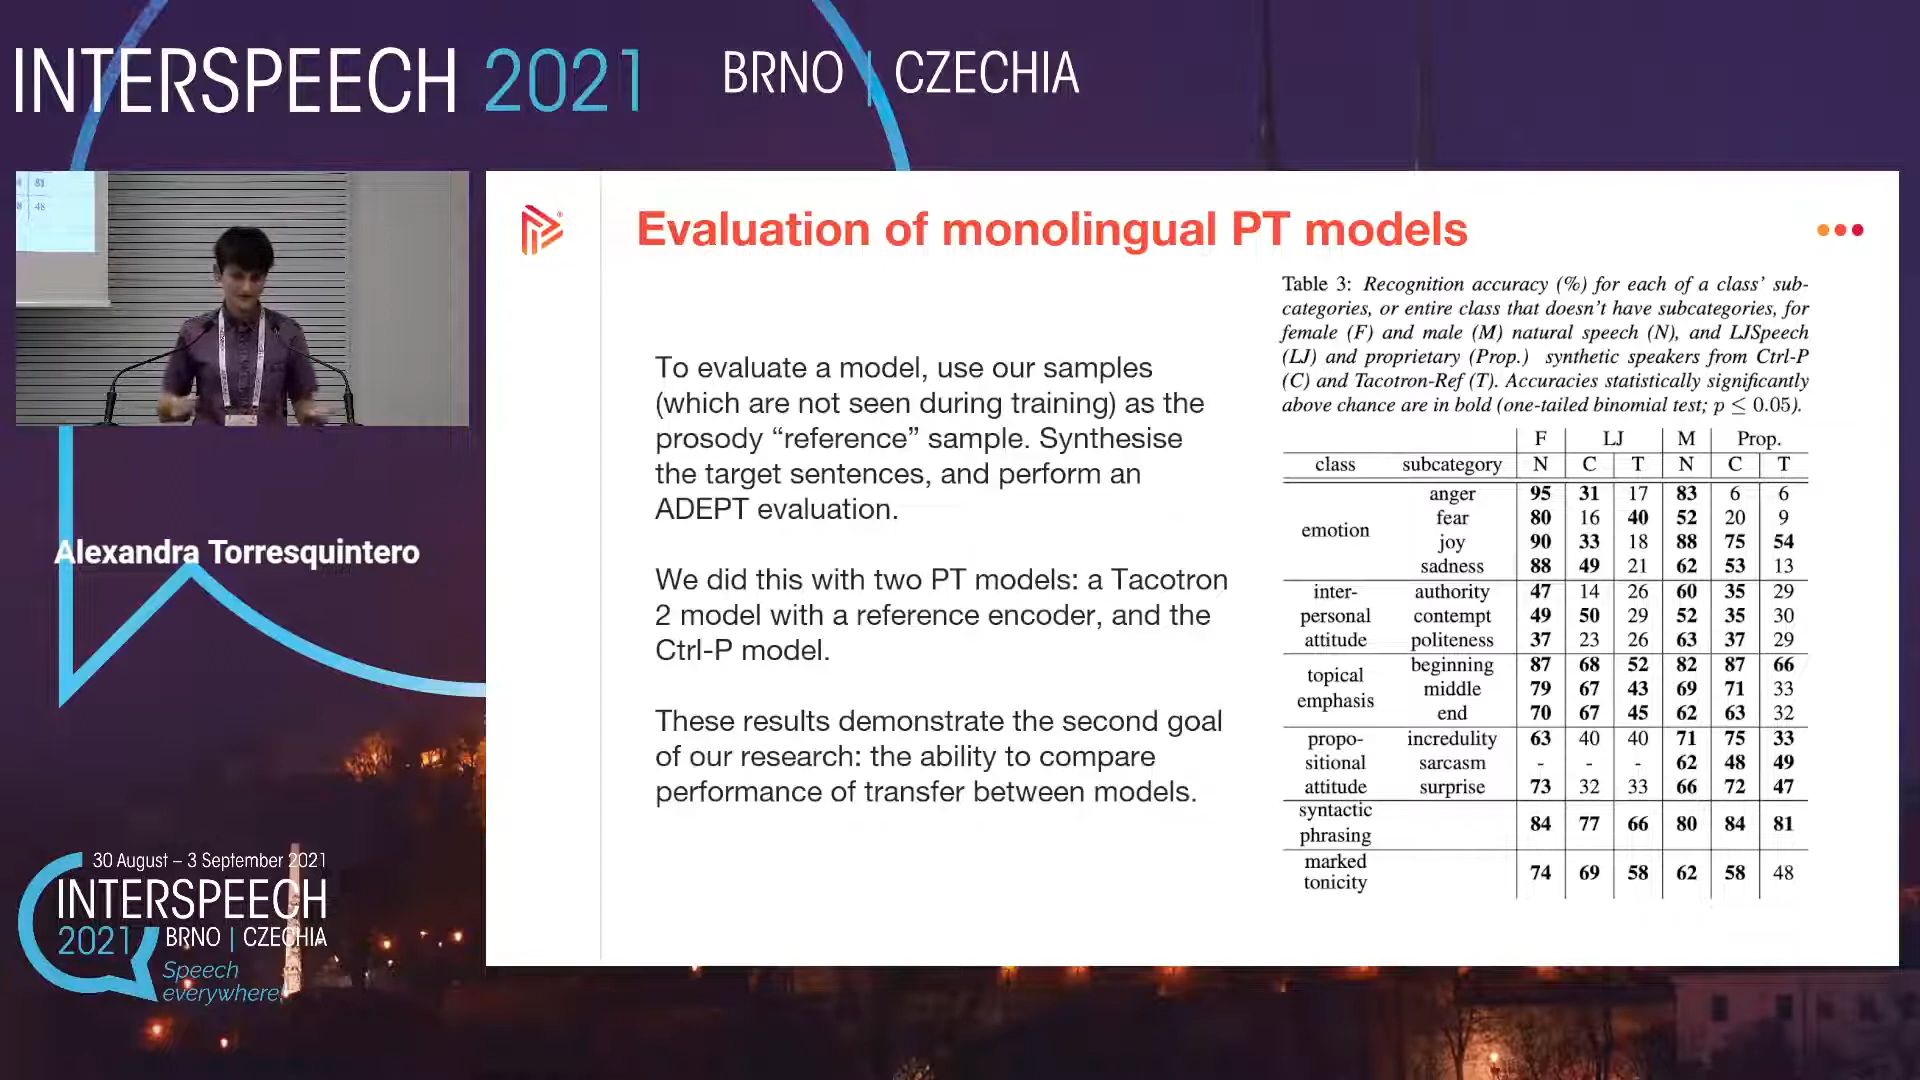 INTERSPEECH 2021
BRNO | CZECHIA
81
48
Alexandra Torresquintero
30 August – 3 September 2021
INTERSPEECH
2021 BRNO | CZECHIA
Speech
everywhere!
Evaluation of monolingual PT models
To evaluate a model, use our samples
(which are not seen during training) as the
prosody “reference” sample. Synthesise
the target sentences, and perform an
ADEPT evaluation.
We did this with two PT models: a Tacotron
2 model with a reference encoder, and the
Ctrl-P model.
These results demonstrate the second goal
of our research: the ability to compare
performance of transfer between models.
Table 3: Recognition accuracy (%) for each of a class’ sub-
categories, or entire class that doesn’t have subcategories, for
female (F) and male (M) natural speech (N), and LJSpeech
(LJ) and proprietary (Prop.) synthetic speakers from Ctrl-P
(C) and Tacotron-Ref (T). Accuracies statistically significantly
above chance are in bold (one-tailed binomial test; p ≤ 0.05).
F LJ M Prop.
class subcategory N C T N C T
emotion
anger 95 31 17 83 6 6
fear 80 16 40 52 20 9
joy 90 33 18 88 75 54
sadness 88 49 21 62 53 13
inter- authority 47 14 26 60 35 29
personal contempt 49 50 29 52 35 30
attitude politeness 37 23 26 63 37 29
topical
emphasis
beginning 87 68 52 82 87 66
middle 79 67 43 69 71 33
end 70 67 45 62 63 32
propo- incredulity 63 40 40 71 75 33
sitional sarcasm - - - 62 48 49
attitude surprise 73 32 33 66 72 47
syntactic
phrasing
84 77 66 80 84 81
marked
tonicity
74 69 58 62 58 48